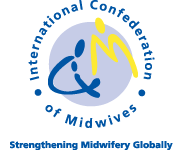 International Confederation
of Midwives
Strengthening Midwifery Globally